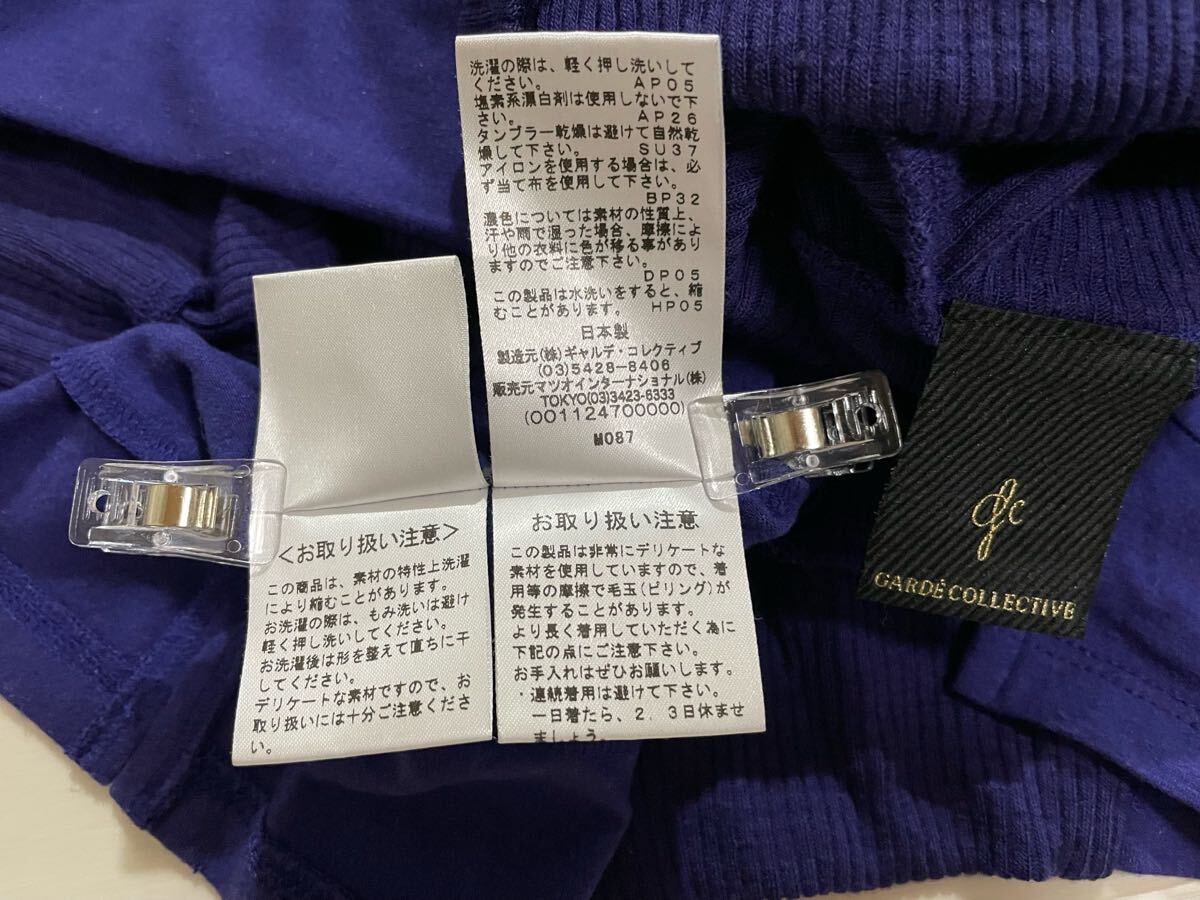 洗濯の際は、軽く押し洗いして
ください。 AP05
塩素系漂白剤は使用しないで下
さい。 AP26
タンブラー乾燥は避けて自然乾
燥して下さい。 SU37
アイロンを使用する場合は、必
ず当て布を使用して下さい。
BP32
濃色については素材の性質上、
汗や雨で湿った場合、摩擦によ
り他の衣料に色が移る事があり
ますのでご注意下さい。
DP05
この製品は水洗いをすると、縮
むことがあります。 HP05
日本製
製造元(株)ギャルデ・コレクティブ
(03)5428-8406
販売元マツオインターナショナル(株)
TOKYO(03)3423-6333
(001124700000)
M087
<お取り扱い注意>
この商品は、素材の特性上洗濯
により縮むことがあります。
お洗濯の際は、もみ洗いは避け
軽く押し洗いしてください。
お洗濯後は形を整えて直ちに干
してください。
デリケートな素材ですので、お
取り扱いには十分ご注意くださ
い。
お取り扱い注意
この製品は非常にデリケートな
素材を使用していますので、着
用等の摩擦で毛玉(ピリング)が
発生することがあります。
より長く着用していただく為に
下記の点にご注意下さい。
お手入れはぜひお願いします。
・連続着用は避けて下さい。
一日着たら、2、3日休ませ
ましょう。
gc
GARDÉ COLLECTIVE